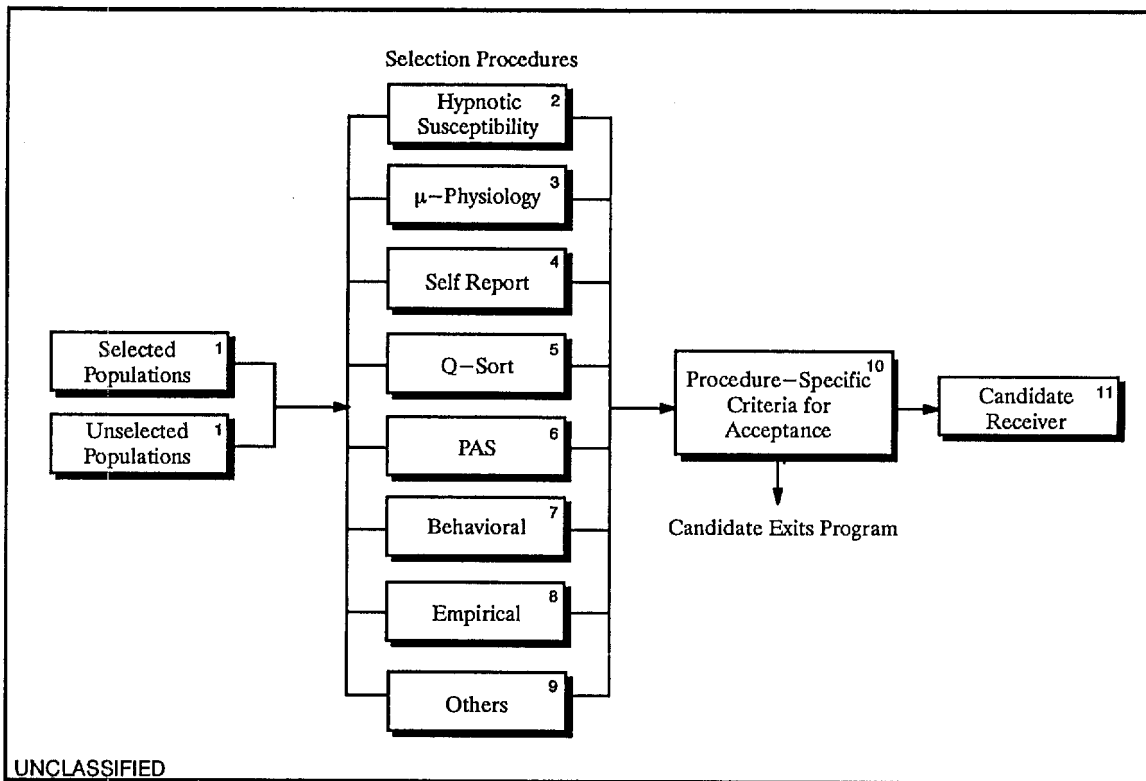 Selection Procedures
Hypnotic 2
Susceptibility
μ-Physiology 3
Self Report 4
Q-Sort 5
PAS 6
Behavioral 7
Empirical 8
Others 9
Selected 1
Populations
Unselected 1
Populations
Procedure-Specific 10
Criteria for
Acceptance
Candidate 11
Receiver
Candidate Exits Program
UNCLASSIFIED